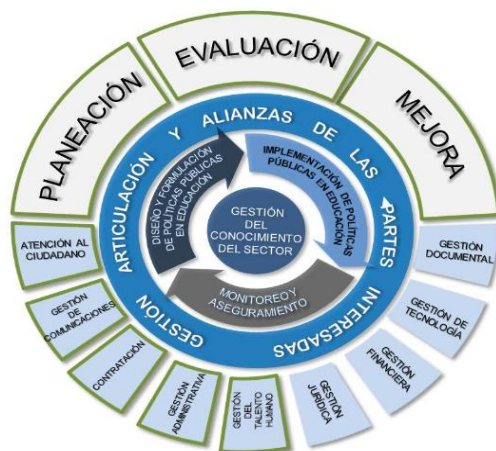 PLANEACIÓN
EVALUACIÓN
MEJORA
GESTIÓN ARTICULACIÓN Y ALIANZAS DE LAS PARTES INTERESADAS
DISEÑO Y FORMULACIÓN
DE POLÍTICAS PÚBLICAS
EN EDUCACIÓN
IMPLEMENTACIÓN DE POLÍTICAS
PÚBLICAS EN EDUCACIÓN
MONITOREO Y
ASEGURAMIENTO
GESTIÓN
DEL
CONOCIMIENTO
DEL SECTOR
ATENCIÓN AL
CIUDADANO
GESTIÓN
DE
COMUNICACIONES
CONTRATACIÓN
GESTIÓN
ADMINISTRATIVA
GESTIÓN
DEL
TALENTO
HUMANO
GESTIÓN
JURÍDICA
GESTIÓN
FINANCIERA
GESTIÓN DE
TECNOLOGÍA
GESTIÓN
DOCUMENTAL